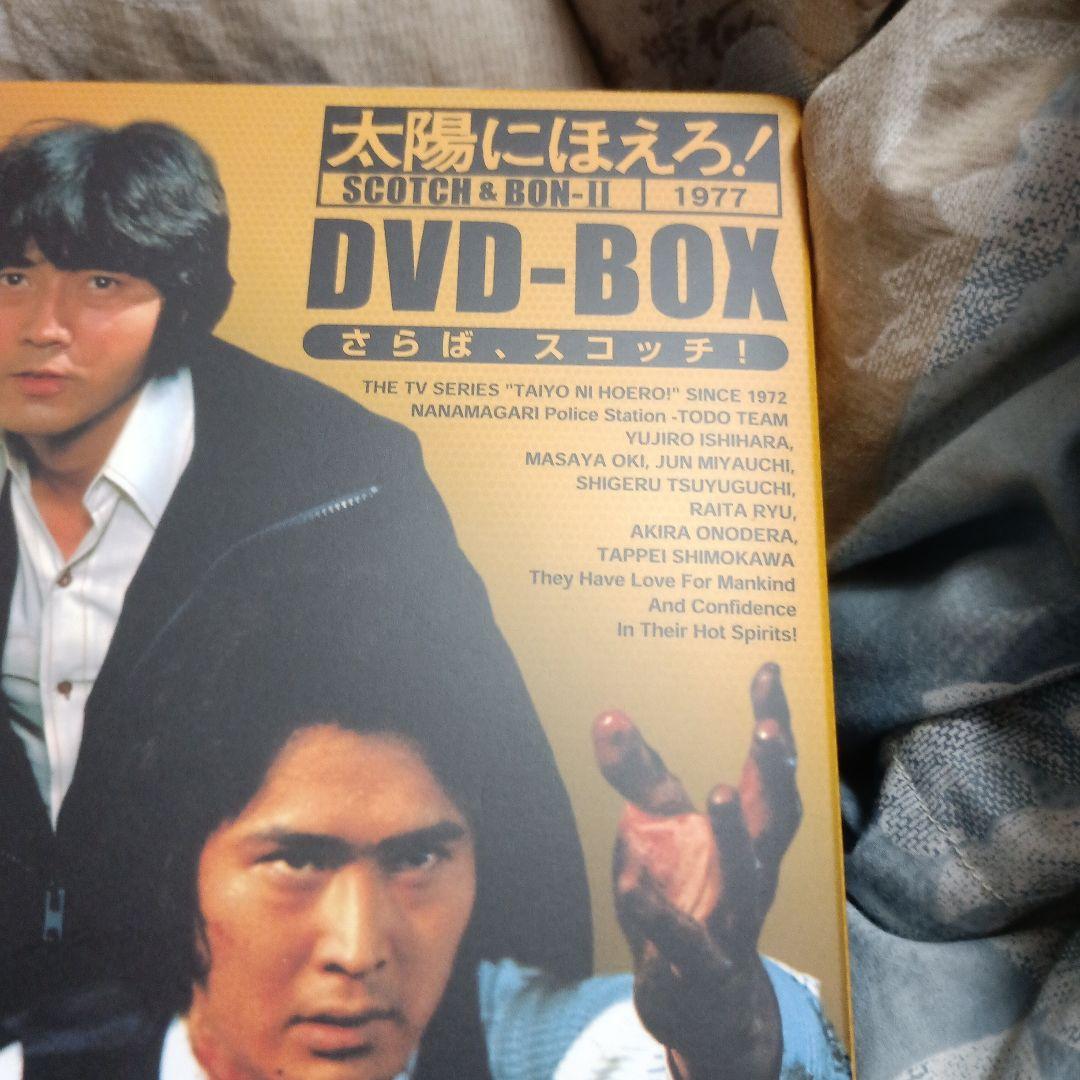 太陽にほえろ!
SCOTCH & BON-II 1977
DVD-BOX
さらば、スコッチ!
THE TV SERIES "TAIYO NI HOERO!" SINCE 1972
NANAMAGARI Police Station -TODO TEAM
YUJIRO ISHIHARA,
MASAYA OKI, JUN MIYAUCHI,
SHIGERU TSUYUGUCHI,
RAITA RYU,
AKIRA ONODERA,
TAPPEI SHIMOKAWA
They Have Love For Mankind
And Confidence
In Their Hot Spirits!